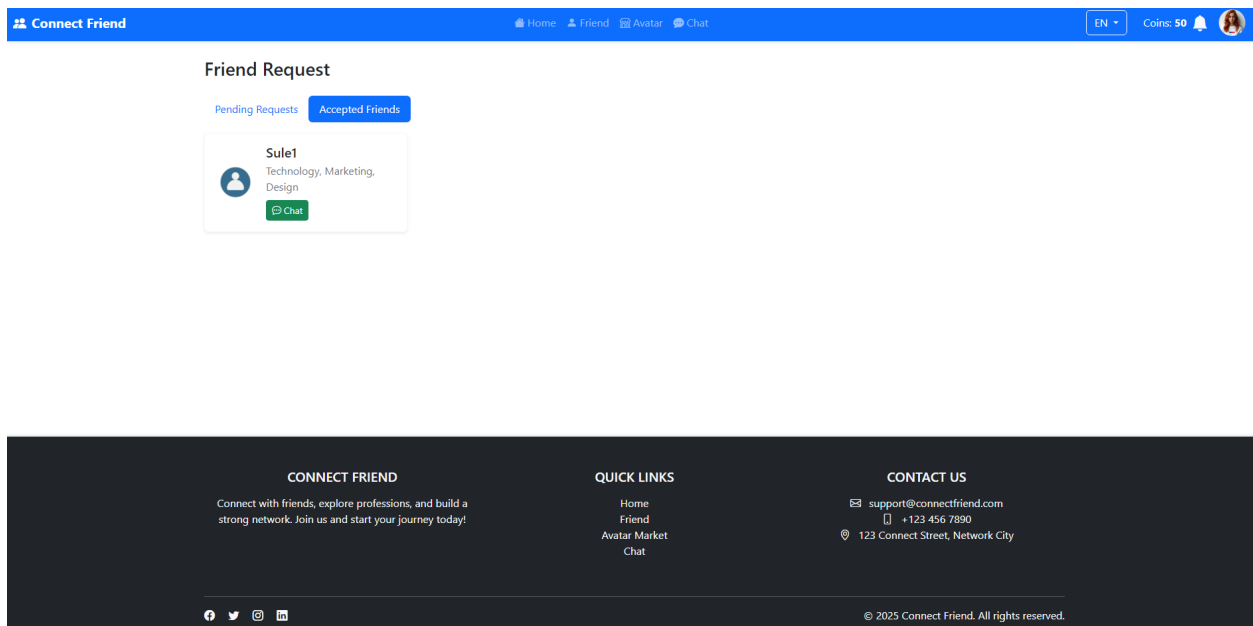 Connect Friend
Home Friend Avatar Chat
EN
Coins: 50
Friend Request
Pending Requests
Accepted Friends
Sule1
Technology, Marketing,
Design
Chat
CONNECT FRIEND
Connect with friends, explore professions, and build a
strong network. Join us and start your journey today!
QUICK LINKS
Home
Friend
Avatar Market
Chat
CONTACT US
support@connectfriend.com
+123 456 7890
123 Connect Street, Network City
© 2025 Connect Friend. All rights reserved.